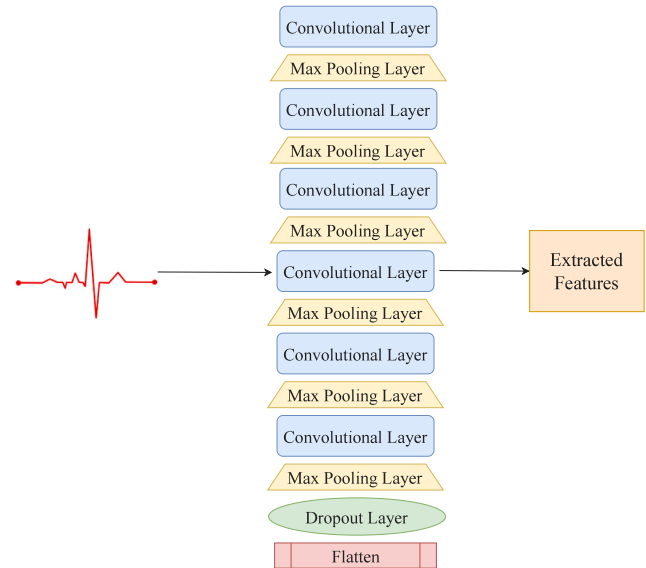 Convolutional Layer
Max Pooling Layer
Convolutional Layer
Max Pooling Layer
Convolutional Layer
Max Pooling Layer
Convolutional Layer
Max Pooling Layer
Convolutional Layer
Max Pooling Layer
Convolutional Layer
Max Pooling Layer
Dropout Layer
Flatten
Extracted
Features